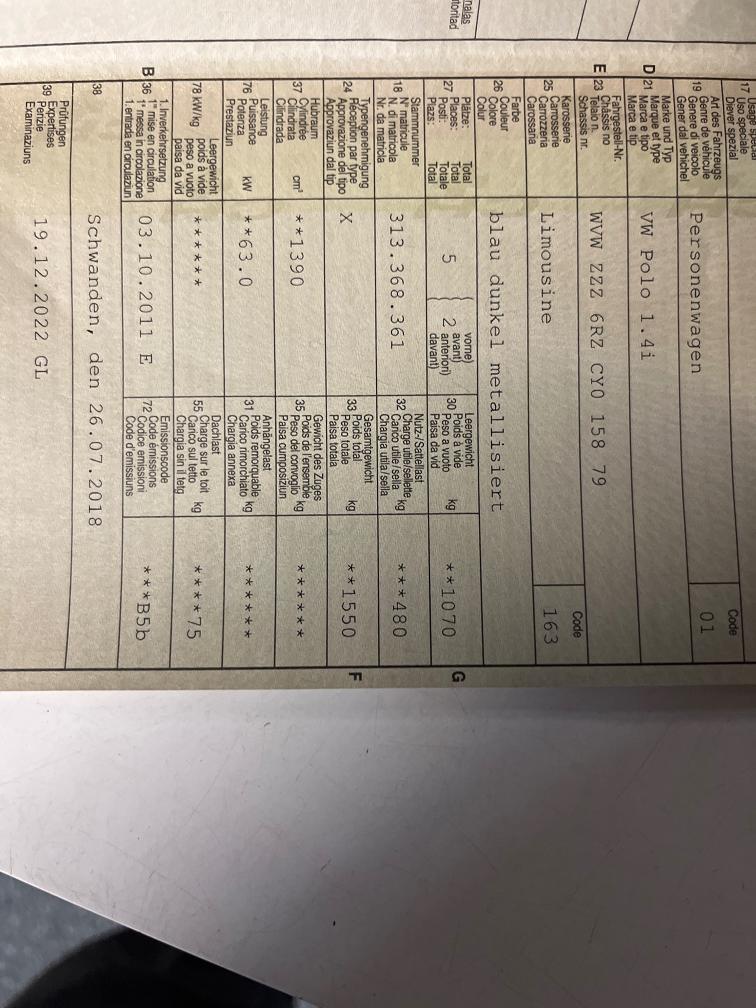 nalas
toritad
17 Usage spécial
Uso speciale
Diever spezial
Art des Fahrzeugs
19 Genre de véhicule
Genere di veicolo
Gener dal vehichel
Personenwagen
Code
01
Marke und Typ
D 21 Marque et type
Marca e tipo
Marca e tip
VW Polo 1.4i
Fahrgestell-Nr.
E 23 Châssis no
Telaio n.
Schassis nr.
WVW ZZZ 6RZ CY0 158 79
Karosserie
25 Carrosserie
Carrozzeria
Carossaria
Limousine
Code
163
Farbe
26 Couleur
Colore
Colur
blau dunkel metallisiert
Plätze: Total
27 Places: Total
Posti: Totale
Plazs: Total
5
2
vorne)
avant)
anteriori)
davant)
Leergewicht
30 Poids à vide
Peso a vuoto kg
Paisa da vid
**1070
G
Stammnummer
18 N° matricule
N. di matricola
Nr. da matricla
313.368.361
Nutz-/Sattellast
32 Charge utile/sellette kg
Carico utile/sella
Chargia utila/sella
***480
Typengenehmigung
24 Réception par type
Approvazione del tipo
Approvaziun dal tip
X
Gesamtgewicht
33 Poids total
Peso totale kg
Paisa totala
**1550
F
Hubraum
37 Cylindrée
Cilindrata cm³
Cilindrada
**1390
Gewicht des Zuges
35 Poids de l'ensemble
Peso del convoglio kg
Paisa cumposiziun
******
Leistung
76 Puissance
Potenza kW
Prestaziun
**63.0
Anhängelast
31 Poids remorquable
Carico rimorchiato kg
Chargia annexa
******
Leergewicht
78 kW/kg poids à vide
peso a vuoto
paisa da vid
******
Dachlast
55 Charge sur le toit
Carico sul tetto kg
Chargia sin il tetg
****75
1. Inverkehrsetzung
B 36 1re mise en circulation
1a messa in circolazione
1. entrada en circulaziun
03.10.2011 E
Emissionscode
72 Code émissions
Codice emissioni
Code d'emissiuns
***B5b
38
Schwanden, den 26.07.2018
Prüfungen
39 Expertises
Perizie
Examinaziuns
19.12.2022 GL